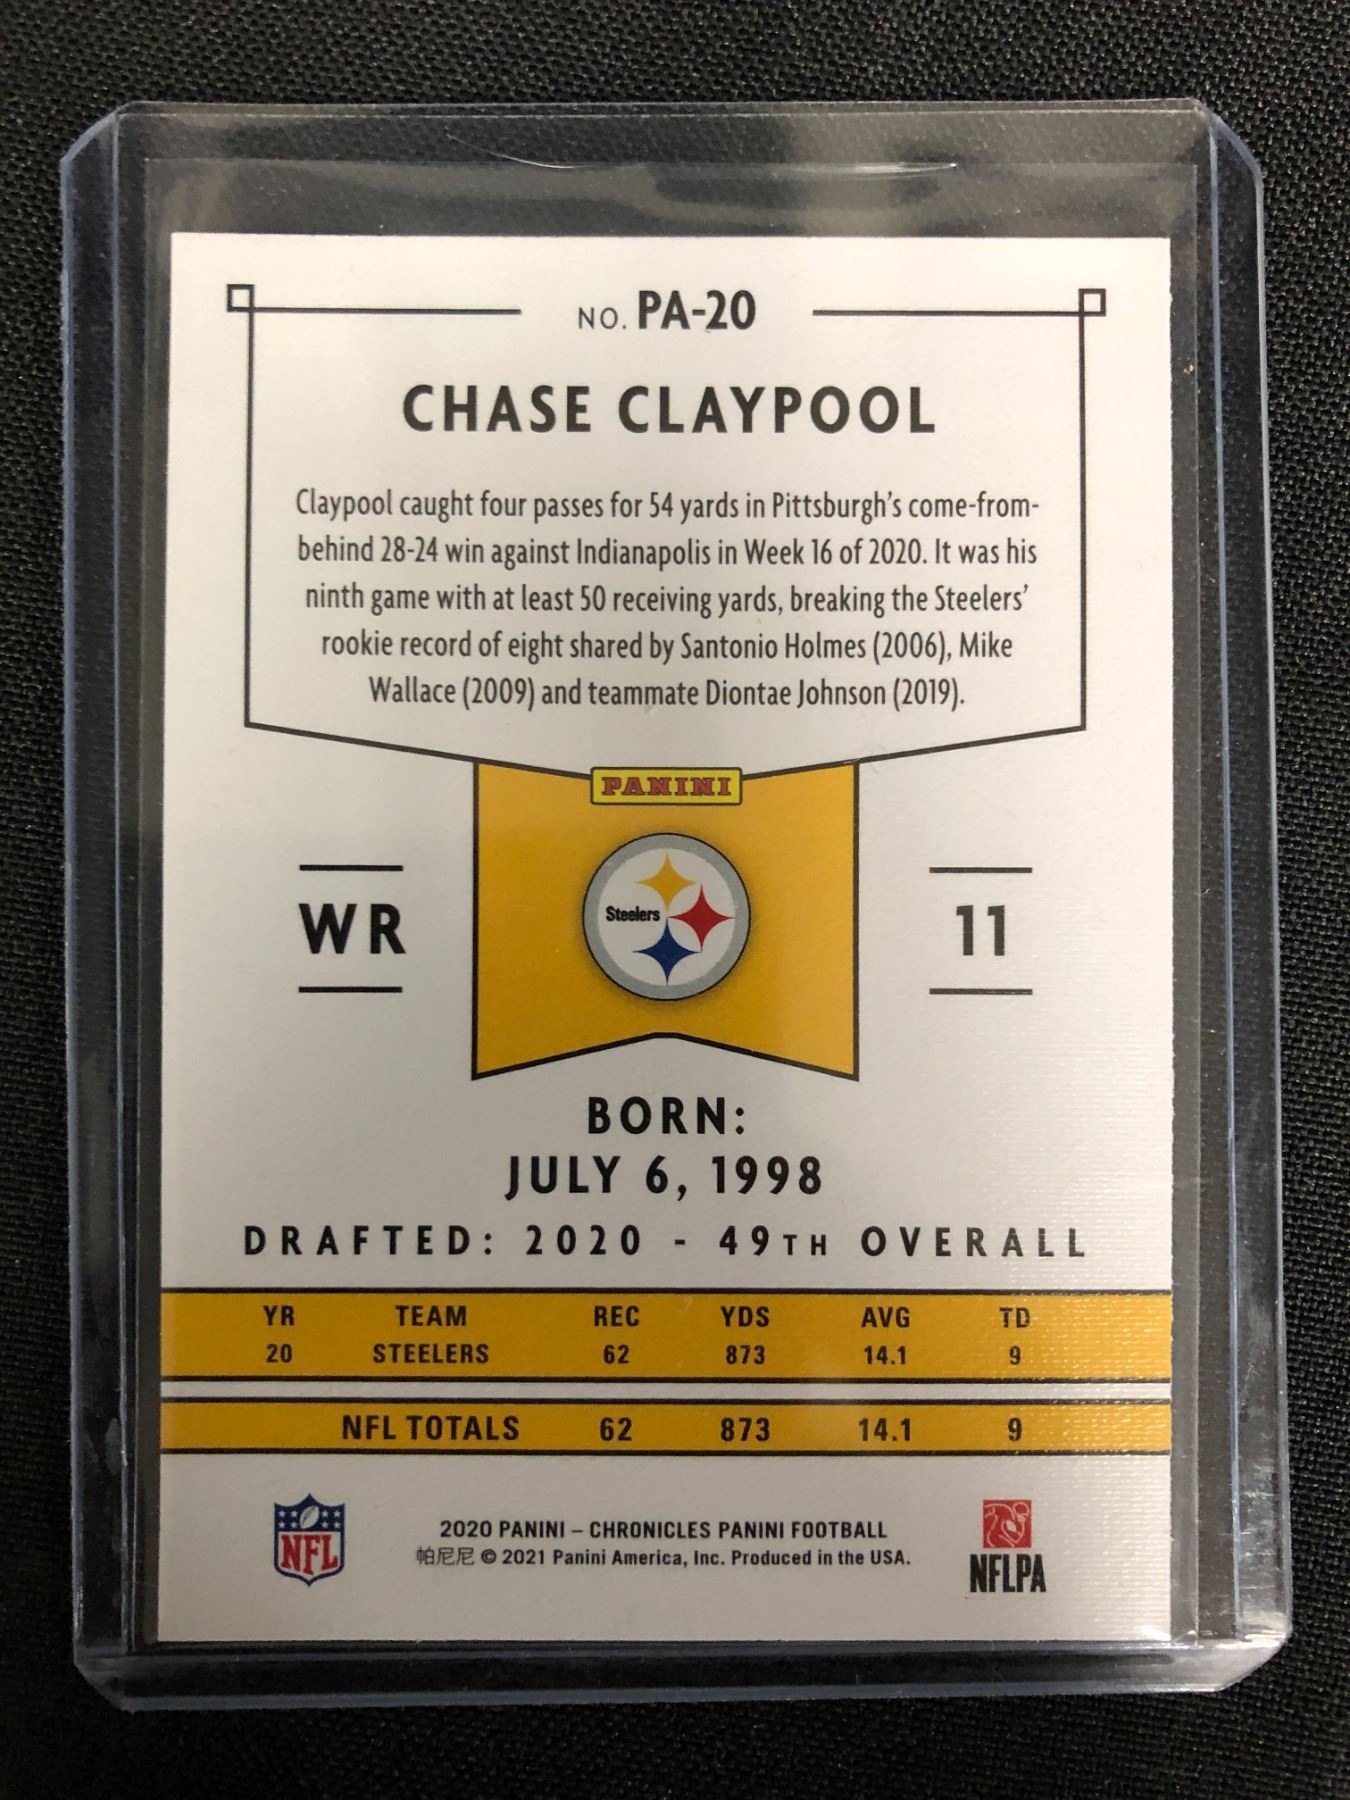 NO. PA-20
CHASE CLAYPOOL
Claypool caught four passes for 54 yards in Pittsburgh's come-from-
behind 28-24 win against Indianapolis in Week 16 of 2020. It was his
ninth game with at least 50 receiving yards, breaking the Steelers'
rookie record of eight shared by Santonio Holmes (2006), Mike
Wallace (2009) and teammate Diontae Johnson (2019).
PANINI
Steelers
WR
11
BORN:
JULY 6, 1998
DRAFTED: 2020 - 49TH OVERALL
YR TEAM REC YDS AVG TD
20 STEELERS 62 873 14.1 9
NFL TOTALS 62 873 14.1 9
NFL
2020 PANINI – CHRONICLES PANINI FOOTBALL
帕尼尼 © 2021 Panini America, Inc. Produced in the USA.
NFLPA